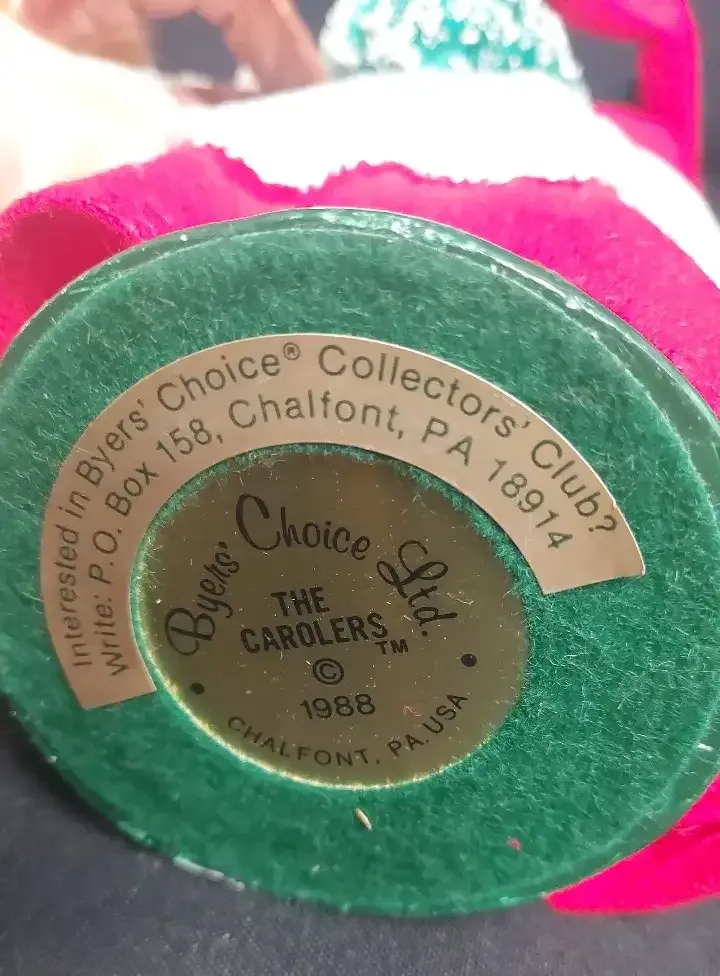 Interested in Byers' Choice® Collectors' Club?
Write: P.O. Box 158, Chalfont, PA 18914
Byers' Choice Ltd.
THE
CAROLERS™
©
1988
• CHALFONT, PA. USA •